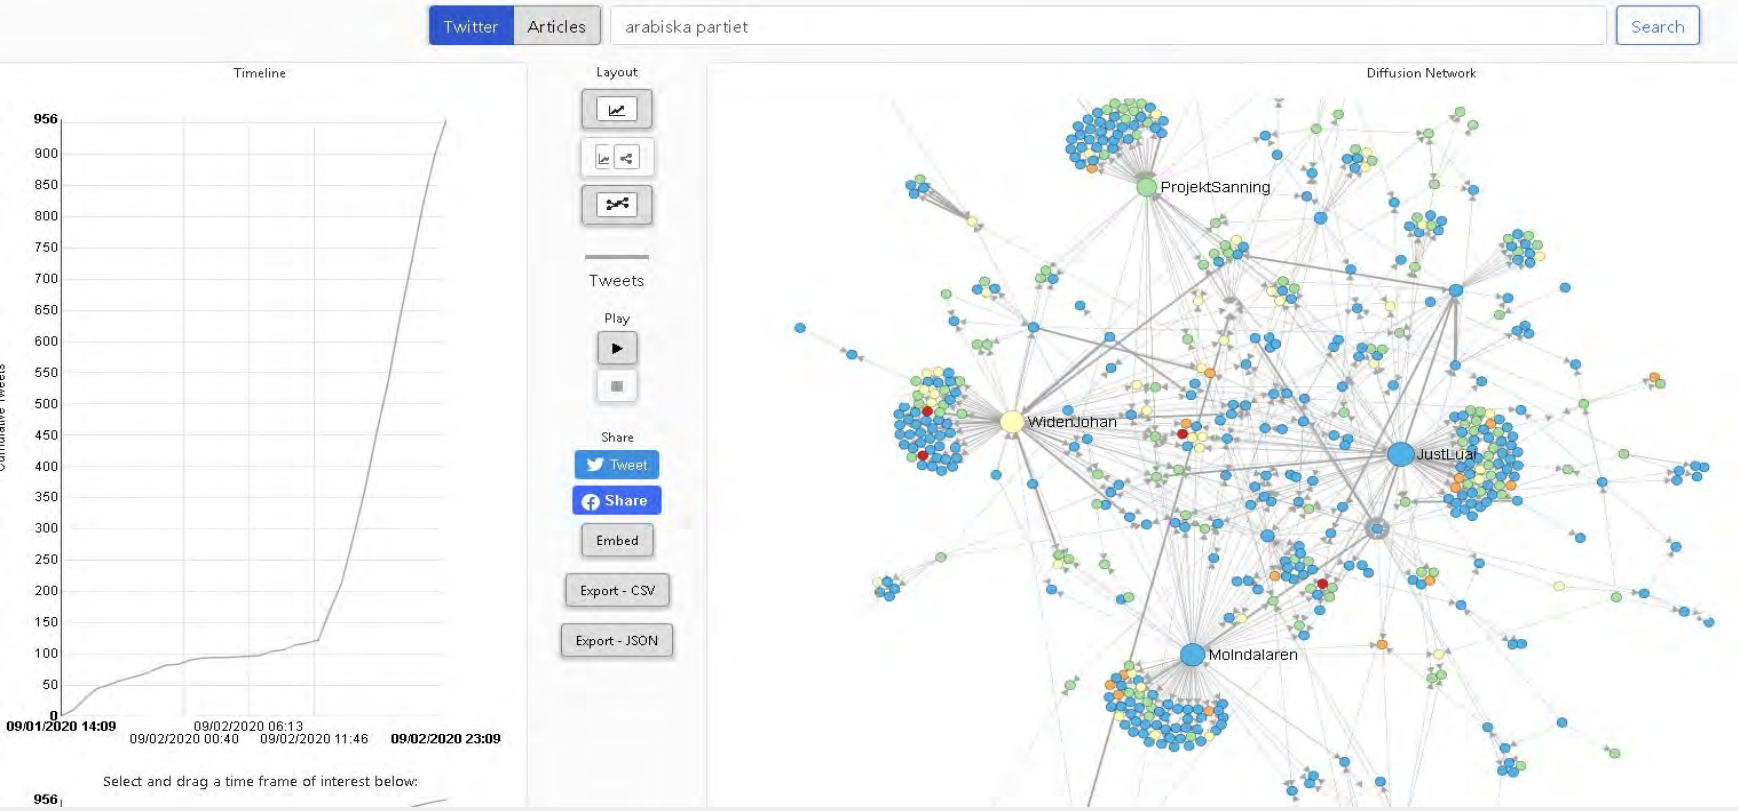 Twitter Articles arabiska partiet Search
Timeline
956
900
850
800
750
700
650
600
550
500
450
400
350
300
250
200
150
100
50
0
09/01/2020 14:09
09/02/2020 00:40
09/02/2020 06:13
09/02/2020 11:46
09/02/2020 23:09
Select and drag a time frame of interest below:
956
Layout
Tweets
Play
Share
Tweet
Share
Embed
Export - CSV
Export - JSON
Diffusion Network
ProjektSanning
WidenJohan
JustLuai
Molndalaren